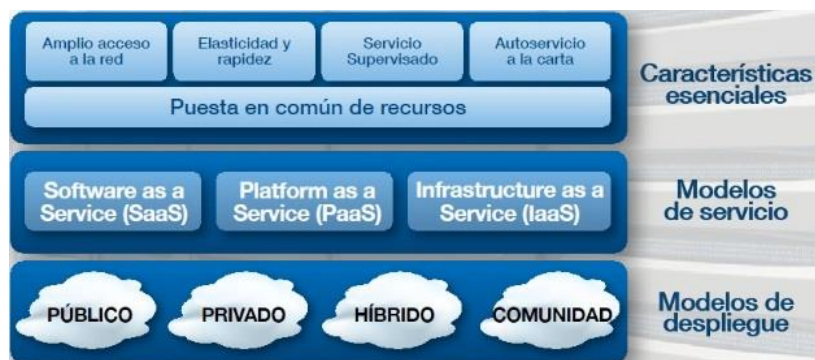 Amplio acceso
a la red
Elasticidad y
rapidez
Servicio
Supervisado
Autoservicio
a la carta
Puesta en común de recursos
Características
esenciales
Software as a
Service (SaaS)
Platform as a
Service (PaaS)
Infrastructure as a
Service (IaaS)
Modelos
de servicio
PÚBLICO
PRIVADO
HÍBRIDO
COMUNIDAD
Modelos de
despliegue